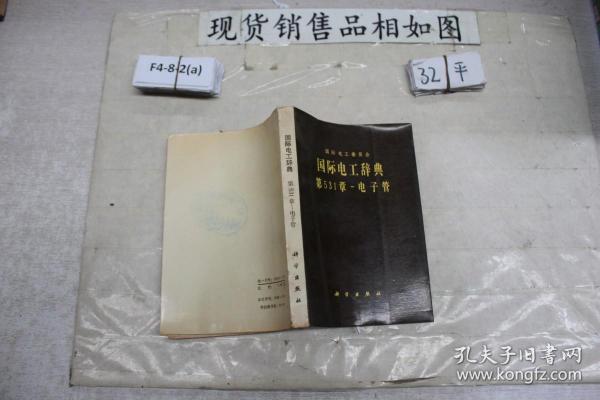 现货销售品相如图
F4-8-2(a)
32 平
国际电工委员会
国际电工辞典
第531章-电子管
科学出版社
国际电工辞典 第531章-电子管 科学出版社
孔夫子旧书网
www.kongfz.com